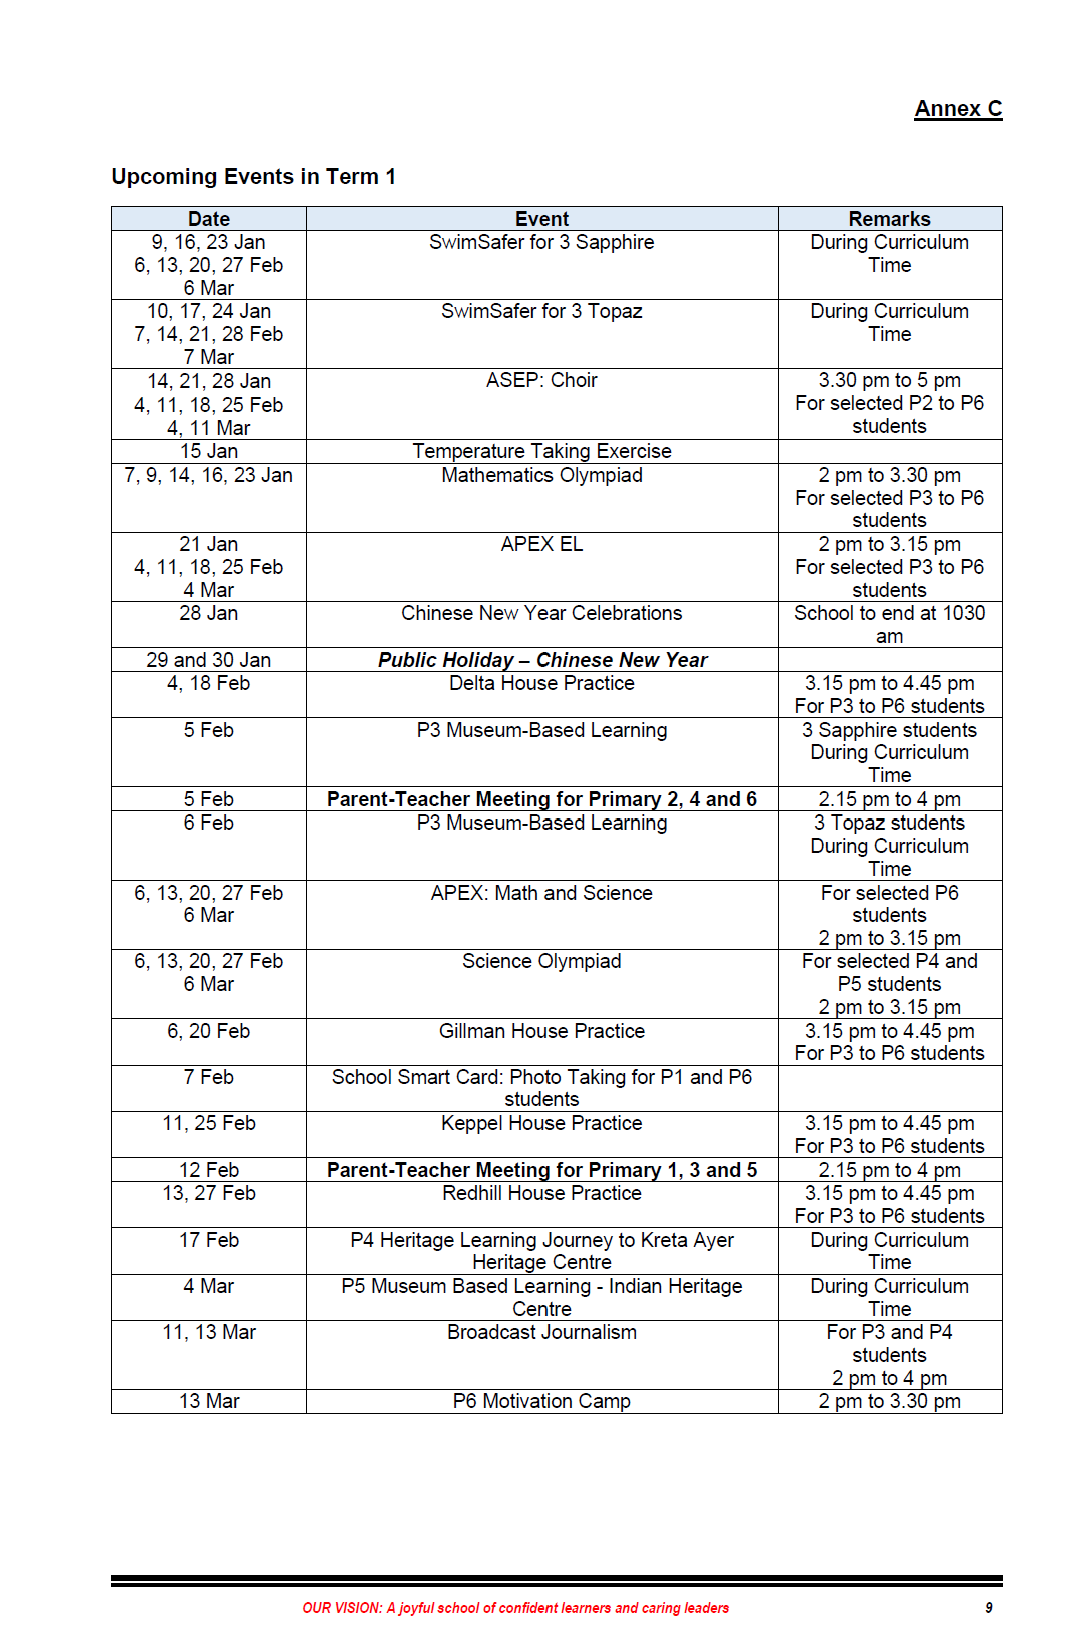 Annex C
Upcoming Events in Term 1
Date Event Remarks
9, 16, 23 Jan SwimSafer for 3 Sapphire During Curriculum
6, 13, 20, 27 Feb Time
6 Mar
10, 17, 24 Jan SwimSafer for 3 Topaz During Curriculum
7, 14, 21, 28 Feb Time
7 Mar
14, 21, 28 Jan ASEP: Choir 3.30 pm to 5 pm
4, 11, 18, 25 Feb For selected P2 to P6
4, 11 Mar students
15 Jan Temperature Taking Exercise
7, 9, 14, 16, 23 Jan Mathematics Olympiad 2 pm to 3.30 pm
For selected P3 to P6
students
21 Jan APEX EL 2 pm to 3.15 pm
4, 11, 18, 25 Feb For selected P3 to P6
4 Mar students
28 Jan Chinese New Year Celebrations School to end at 1030
am
29 and 30 Jan Public Holiday – Chinese New Year
4, 18 Feb Delta House Practice 3.15 pm to 4.45 pm
For P3 to P6 students
5 Feb P3 Museum-Based Learning 3 Sapphire students
During Curriculum
Time
5 Feb Parent-Teacher Meeting for Primary 2, 4 and 6 2.15 pm to 4 pm
6 Feb P3 Museum-Based Learning 3 Topaz students
During Curriculum
Time
6, 13, 20, 27 Feb APEX: Math and Science For selected P6
6 Mar students
2 pm to 3.15 pm
6, 13, 20, 27 Feb Science Olympiad For selected P4 and
6 Mar P5 students
2 pm to 3.15 pm
6, 20 Feb Gillman House Practice 3.15 pm to 4.45 pm
For P3 to P6 students
7 Feb School Smart Card: Photo Taking for P1 and P6
students
11, 25 Feb Keppel House Practice 3.15 pm to 4.45 pm
For P3 to P6 students
12 Feb Parent-Teacher Meeting for Primary 1, 3 and 5 2.15 pm to 4 pm
13, 27 Feb Redhill House Practice 3.15 pm to 4.45 pm
For P3 to P6 students
17 Feb P4 Heritage Learning Journey to Kreta Ayer During Curriculum
Heritage Centre Time
4 Mar P5 Museum Based Learning - Indian Heritage During Curriculum
Centre Time
11, 13 Mar Broadcast Journalism For P3 and P4
students
2 pm to 4 pm
13 Mar P6 Motivation Camp 2 pm to 3.30 pm
OUR VISION: A joyful school of confident learners and caring leaders 9